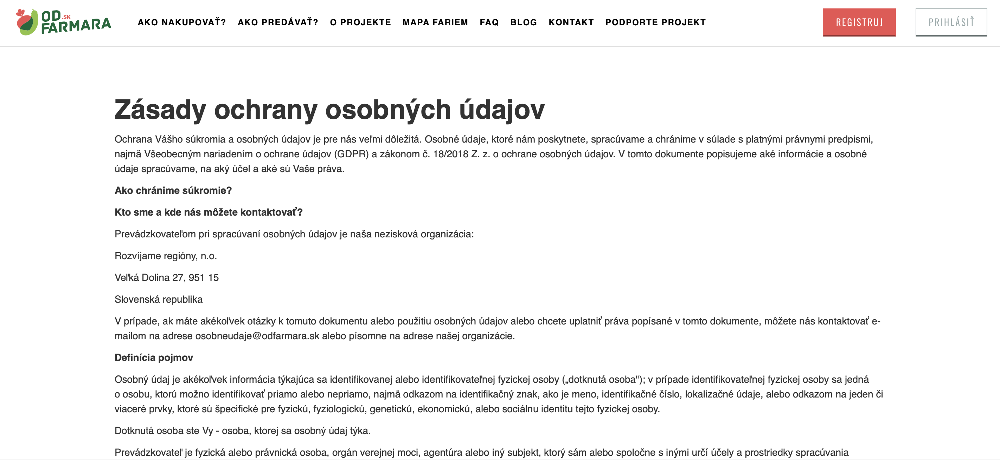 OD.SK
FARMARA
AKO NAKUPOVAŤ? AKO PREDÁVAŤ? O PROJEKTE MAPA FARIEM FAQ BLOG KONTAKT PODPORTE PROJEKT
REGISTRUJ PRIHLÁSIŤ
Zásady ochrany osobných údajov
Ochrana Vášho súkromia a osobných údajov je pre nás veľmi dôležitá. Osobné údaje, ktoré nám poskytnete, spracúvame a chránime v súlade s platnými právnymi predpismi,
najmä Všeobecným nariadením o ochrane údajov (GDPR) a zákonom č. 18/2018 Z. z. o ochrane osobných údajov. V tomto dokumente popisujeme aké informácie a osobné
údaje spracúvame, na aký účel a aké sú Vaše práva.
Ako chránime súkromie?
Kto sme a kde nás môžete kontaktovať?
Prevádzkovateľom pri spracúvaní osobných údajov je naša nezisková organizácia:
Rozvíjame regióny, n.o.
Veľká Dolina 27, 951 15
Slovenská republika
V prípade, ak máte akékoľvek otázky k tomuto dokumentu alebo použitiu osobných údajov alebo chcete uplatniť práva popísané v tomto dokumente, môžete nás kontaktovať e-
mailom na adrese osobneudaje@odfarmara.sk alebo písomne na adrese našej organizácie.
Definícia pojmov
Osobný údaj je akékoľvek informácia týkajúca sa identifikovanej alebo identifikovateľnej fyzickej osoby („dotknutá osoba"); v prípade identifikovateľnej fyzickej osoby sa jedná
o osobu, ktorú možno identifikovať priamo alebo nepriamo, najmä odkazom na identifikačný znak, ako je meno, identifikačné číslo, lokalizačné údaje, alebo odkazom na jeden či
viaceré prvky, ktoré sú špecifické pre fyzickú, fyziologickú, genetickú, ekonomickú, alebo sociálnu identitu tejto fyzickej osoby.
Dotknutá osoba ste Vy - osoba, ktorej sa osobný údaj týka.
Prevádzkovateľ je fyzická alebo právnická osoba, orgán verejnej moci, agentúra alebo iný subjekt, ktorý sám alebo spoločne s inými určí účely a prostriedky spracúvania